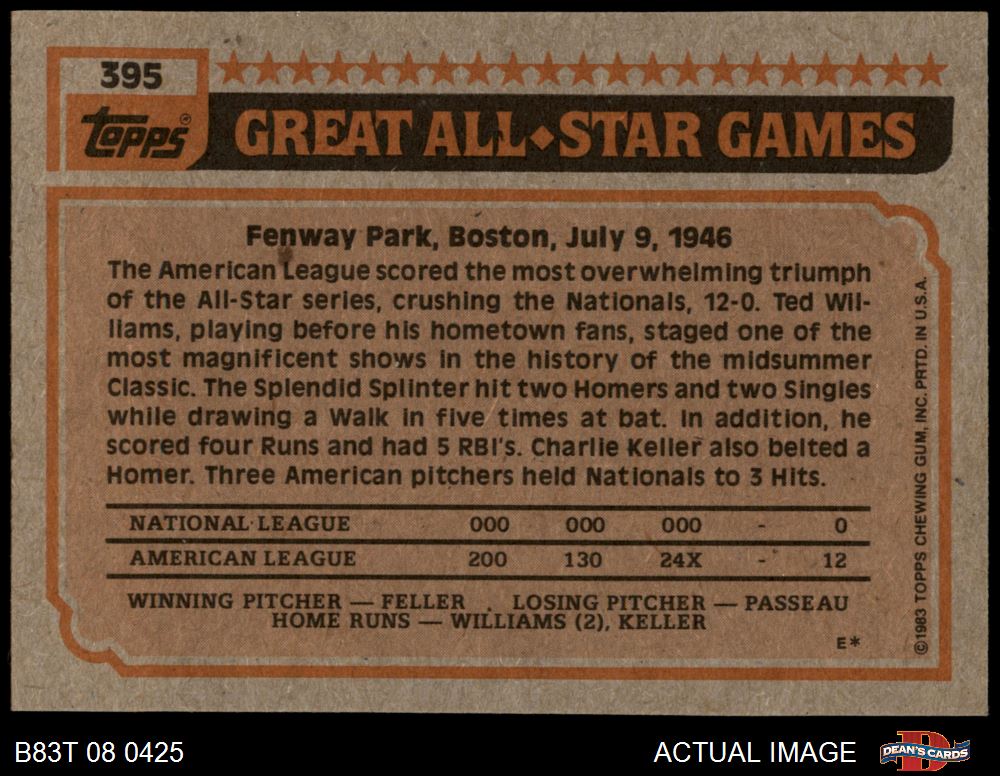 395
topps®
GREAT ALL◆STAR GAMES
Fenway Park, Boston, July 9, 1946
The American League scored the most overwhelming triumph
of the All-Star series, crushing the Nationals, 12-0. Ted Wil-
liams, playing before his hometown fans, staged one of the
most magnificent shows in the history of the midsummer
Classic. The Splendid Splinter hit two Homers and two Singles
while drawing a Walk in five times at bat. In addition, he
scored four Runs and had 5 RBI's. Charlie Keller also belted a
Homer. Three American pitchers held Nationals to 3 Hits.
NATIONAL LEAGUE 000 000 000 - 0
AMERICAN LEAGUE 200 130 24X - 12
WINNING PITCHER — FELLER . LOSING PITCHER — PASSEAU
HOME RUNS — WILLIAMS (2), KELLER
E*
©1983 TOPPS CHEWING GUM, INC. PRTD. IN U.S.A.
B83T 08 0425
ACTUAL IMAGE
D
DEAN'S CARDS